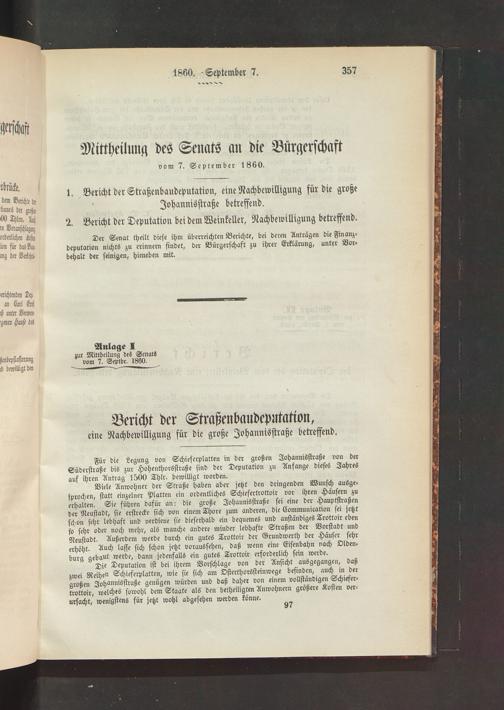 1860. September 7.
357
Mittheilung des Senats an die Bürgerschaft
vom 7. September 1860.
1. Bericht der Straßenbaudeputation, eine Nachbewilligung für die große
Johannisstraße betreffend.
2. Bericht der Deputation bei dem Weinkeller, Nachbewilligung betreffend.
Der Senat theilt diese ihm überreichten Berichte, bei deren Anträgen die Finanz-
deputation nichts zu erinnern findet, der Bürgerschaft zu ihrer Erklärung, unter Vor-
behalt der seinigen, hieneben mit.
Anlage I
zur Mittheilung des Senats
vom 7. Septbr. 1860.
Bericht der Straßenbaudeputation,
eine Nachbewilligung für die große Johannisstraße betreffend.
Für die Legung von Schieferplatten in der großen Johannisstraße von der
Süderstraße bis zur Hohenthorsstraße sind der Deputation zu Anfange dieses Jahrs
auf ihren Antrag 1500 Thlr. bewilligt worden.
Viele Anwohner der Straße haben aber jetzt den dringenden Wunsch ausge-
sprochen, statt einzelner Platten ein ordentliches Schiefertrottoir vor ihren Häusern zu
erhalten. Sie führen dafür an: die große Johannisstraße sei eine der Hauptstraßen
der Neustadt, sie erstrecke sich von einem Thore zum anderen, die Communication sei jetzt
schon sehr lebhaft und verdiene sie dieserhalb ein bequemes und anständiges Trottoir eben
so sehr oder noch mehr, als manche andere minder lebhafte Straßen der Vorstadt und
Neustadt. Außerdem werde durch ein gutes Trottoir der Grundwerth der Häuser sehr
erhöht. Auch lasse sich schon jetzt voraussehen, daß wenn eine Eisenbahn nach Olden-
burg gebaut werde, dann jedenfalls ein gutes Trottoir erforderlich sein werde.
Die Deputation ist bei ihrem Vorschlage von der Ansicht ausgegangen, daß
zwei Reihen Schieferplatten, wie sie sich am Osterthorsteinwege befinden, auch in der
großen Johannisstraße genügen würden und daß daher von einem vollständigen Schiefer-
trottoir, welches sowohl dem Staate als den betheiligten Anwohnern größere Kosten ver-
ursacht, wenigstens für jetzt wohl abgesehen werden könne.
97